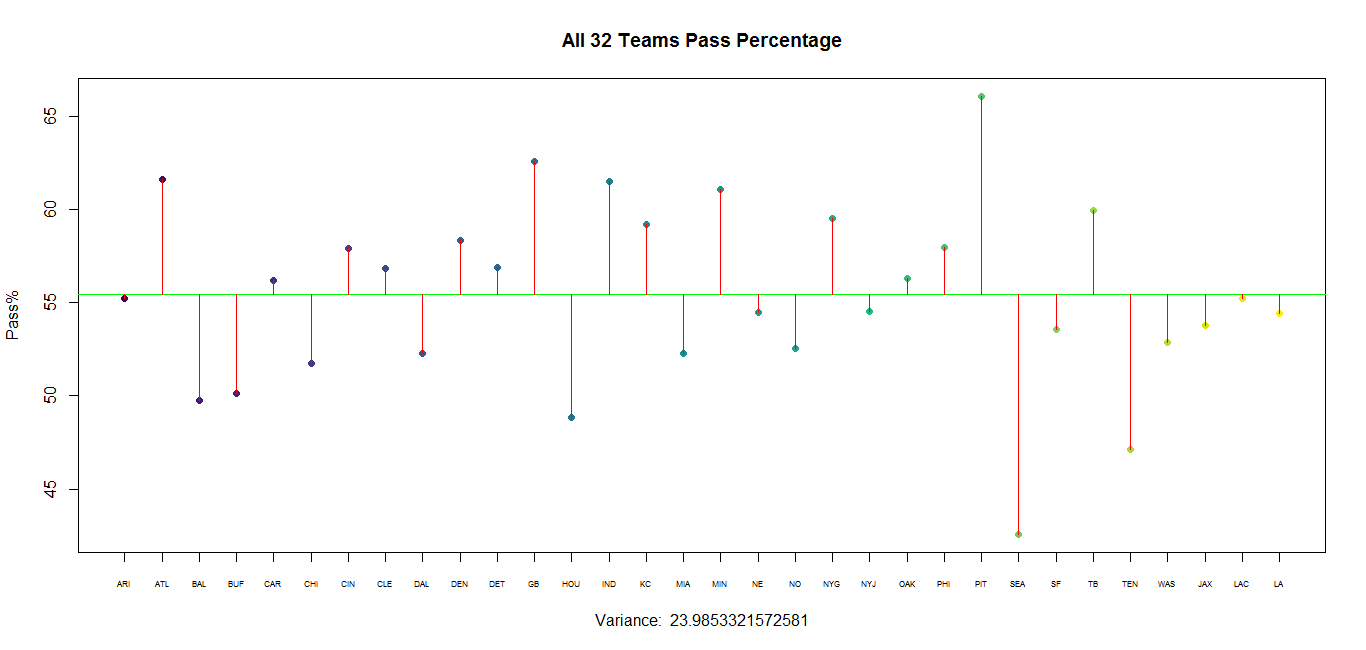 All 32 Teams Pass Percentage
Pass%
65
60
55
50
45
ARI ATL BAL BUF CAR CHI CIN CLE DAL DEN DET GB HOU IND KC MIA MIN NE NO NYG NYJ OAK PHI PIT SEA SF TB TEN WAS JAX LAC LA
Variance: 23.9853321572581